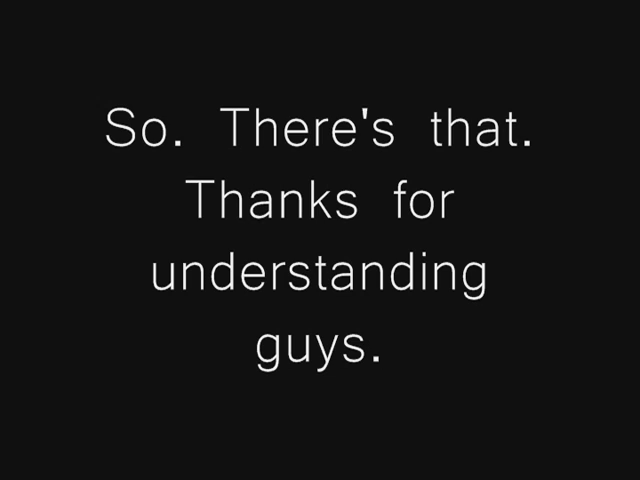 So. There's that.
Thanks for
understanding
guys.